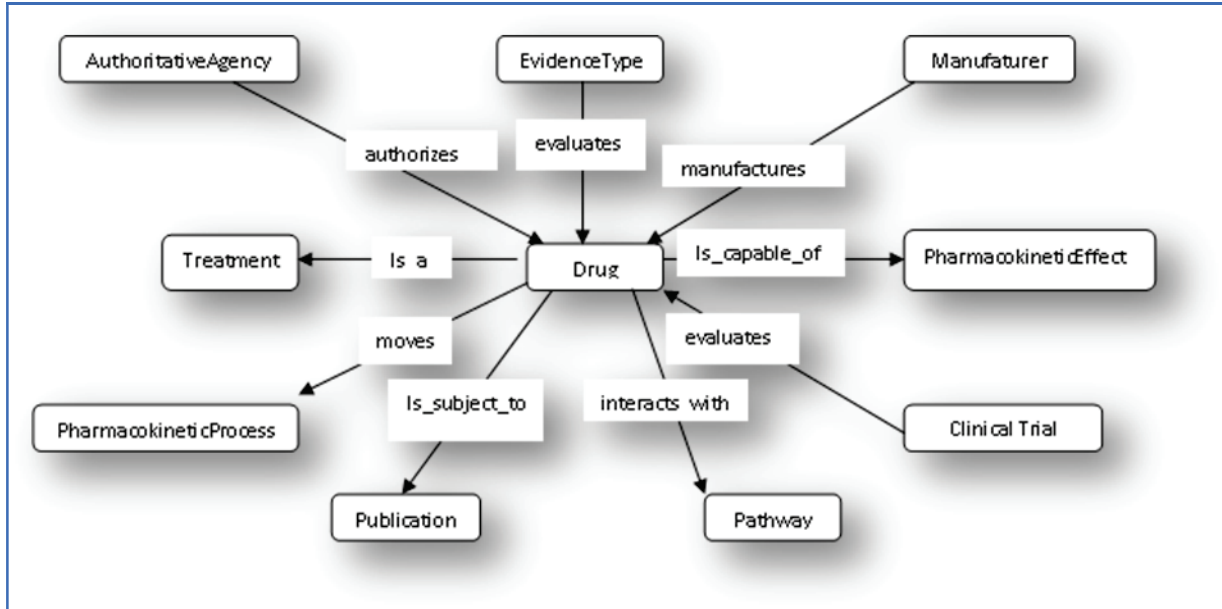 AuthoritativeAgency
EvidenceType
Manufaturer
authorizes
evaluates
manufactures
Treatment
Is a
Drug
Is_capable_of
PharmacokineticEffect
moves
evaluates
Is_subject_to
interacts with
PharmacokineticProcess
Clinical Trial
Publication
Pathway